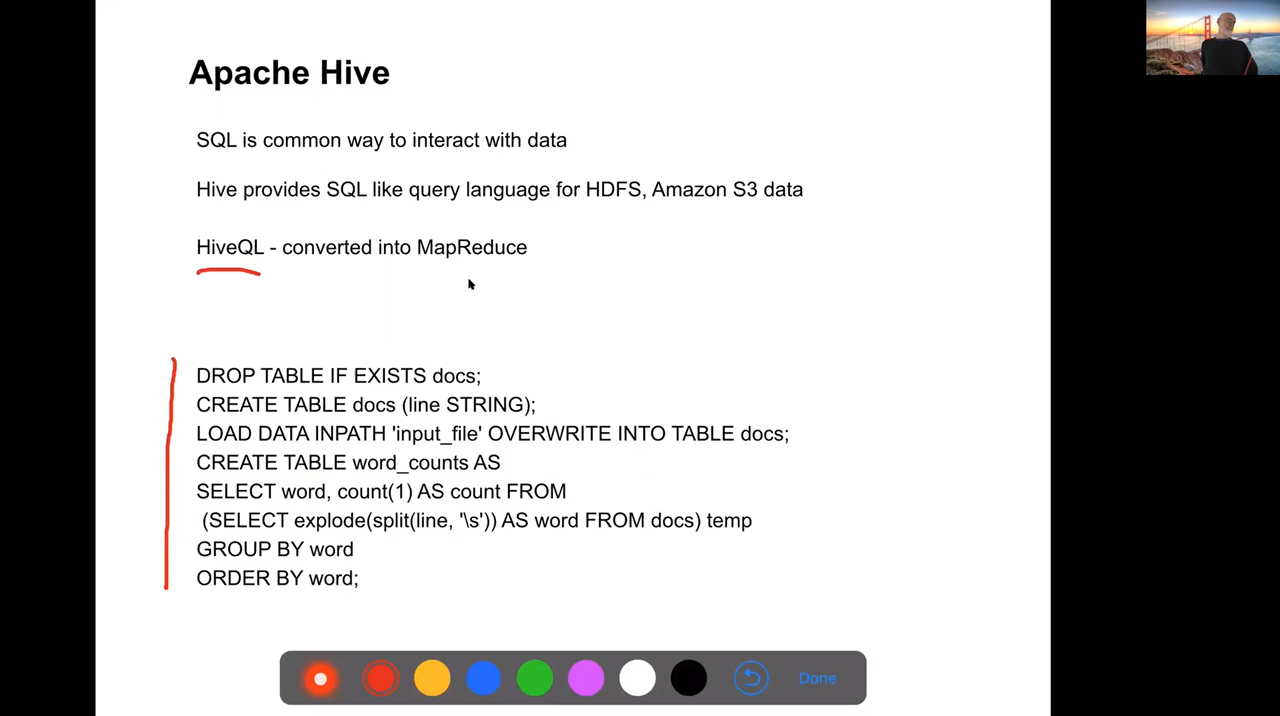 Apache Hive
SQL is common way to interact with data
Hive provides SQL like query language for HDFS, Amazon S3 data
HiveQL - converted into MapReduce
DROP TABLE IF EXISTS docs;
CREATE TABLE docs (line STRING);
LOAD DATA INPATH 'input_file' OVERWRITE INTO TABLE docs;
CREATE TABLE word_counts AS
SELECT word, count(1) AS count FROM
(SELECT explode(split(line, '\s')) AS word FROM docs) temp
GROUP BY word
ORDER BY word;
Done